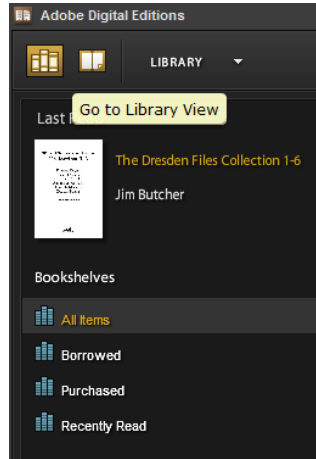 Adobe Digital Editions
LIBRARY
Go to Library View
Last
The Dresden Files Collection 1-6
Jim Butcher
Bookshelves
All Items
Borrowed
Purchased
Recently Read